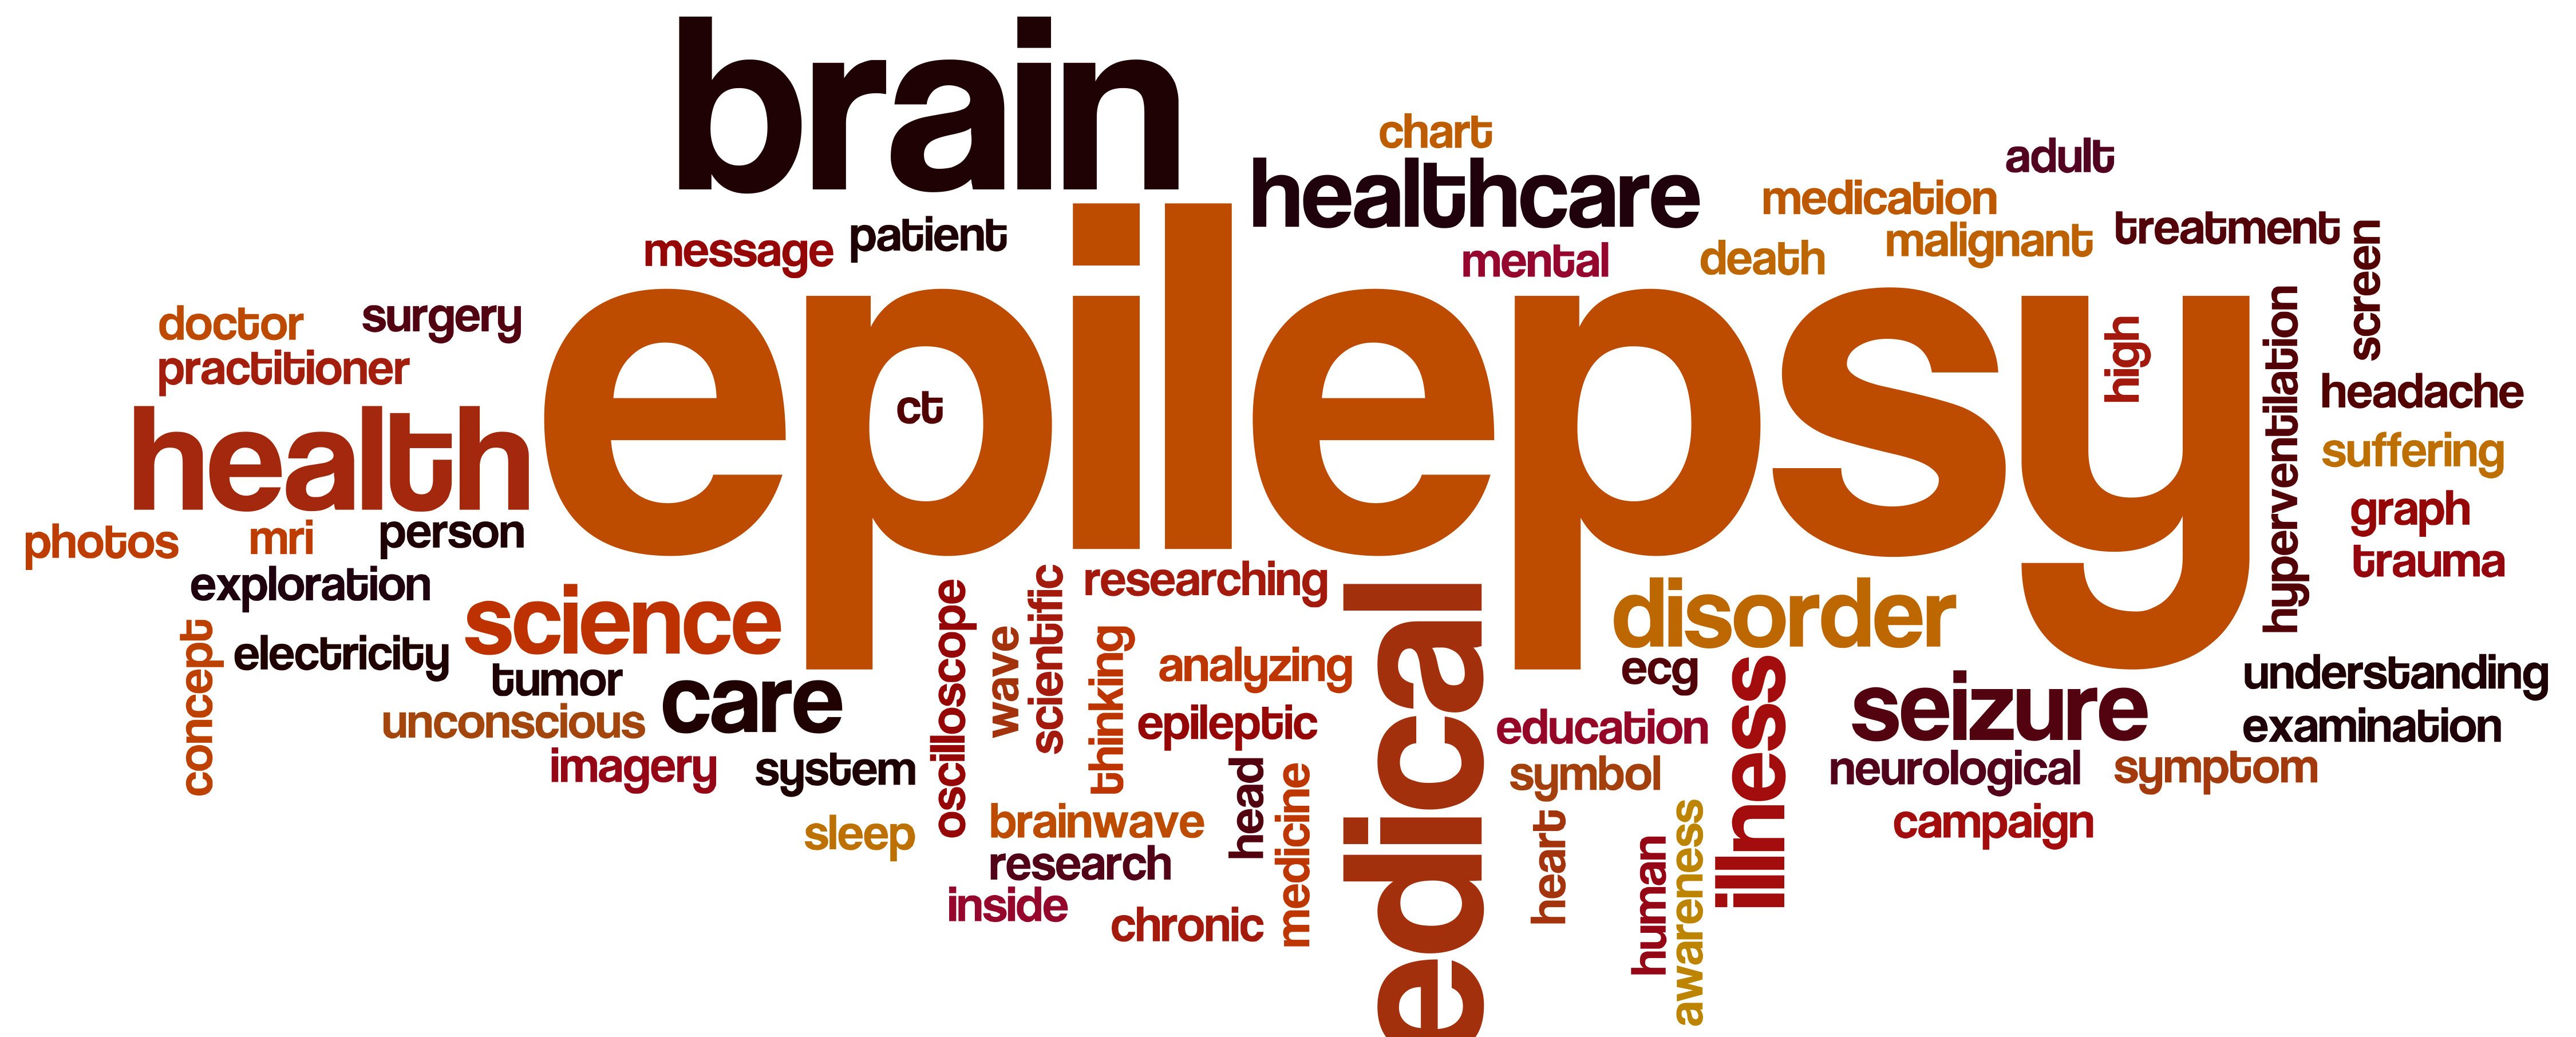 brain
chart
healthcare
adult
medication
message
patient
mental
death
malignant
treatment
screen
doctor
surgery
practitioner
epilepsy
ct
high
hyperventilation
headache
health
suffering
photos
mri
person
graph
trauma
exploration
science
researching
disorder
concept
electricity
tumor
care
unconscious
imagery
system
sleep
oscilloscope
wave
scientific
thinking
analyzing
epileptic
brainwave
research
inside
head
medicine
chronic
edical
ecg
education
symbol
heart
human
awareness
illness
seizure
neurological
symptom
campaign
understanding
examination